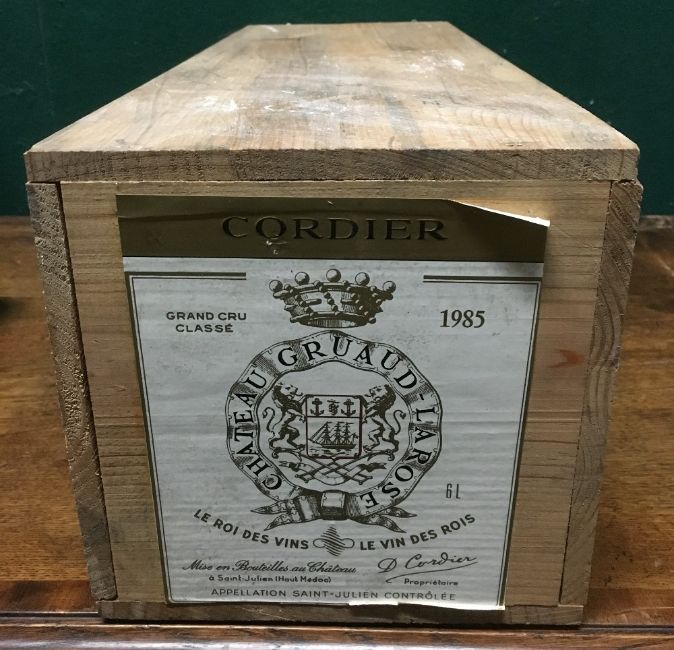 CORDIER
GRAND CRU
CLASSÉ
1985
CHATEAU GRUAUD-LAROSE
6L
LE ROI DES VINS LE VIN DES ROIS
Mise en Bouteilles au Château
à Saint-Julien (Haut Medoc)
D Cordier
Propriétaire
APPELLATION SAINT-JULIEN CONTRÔLÉE